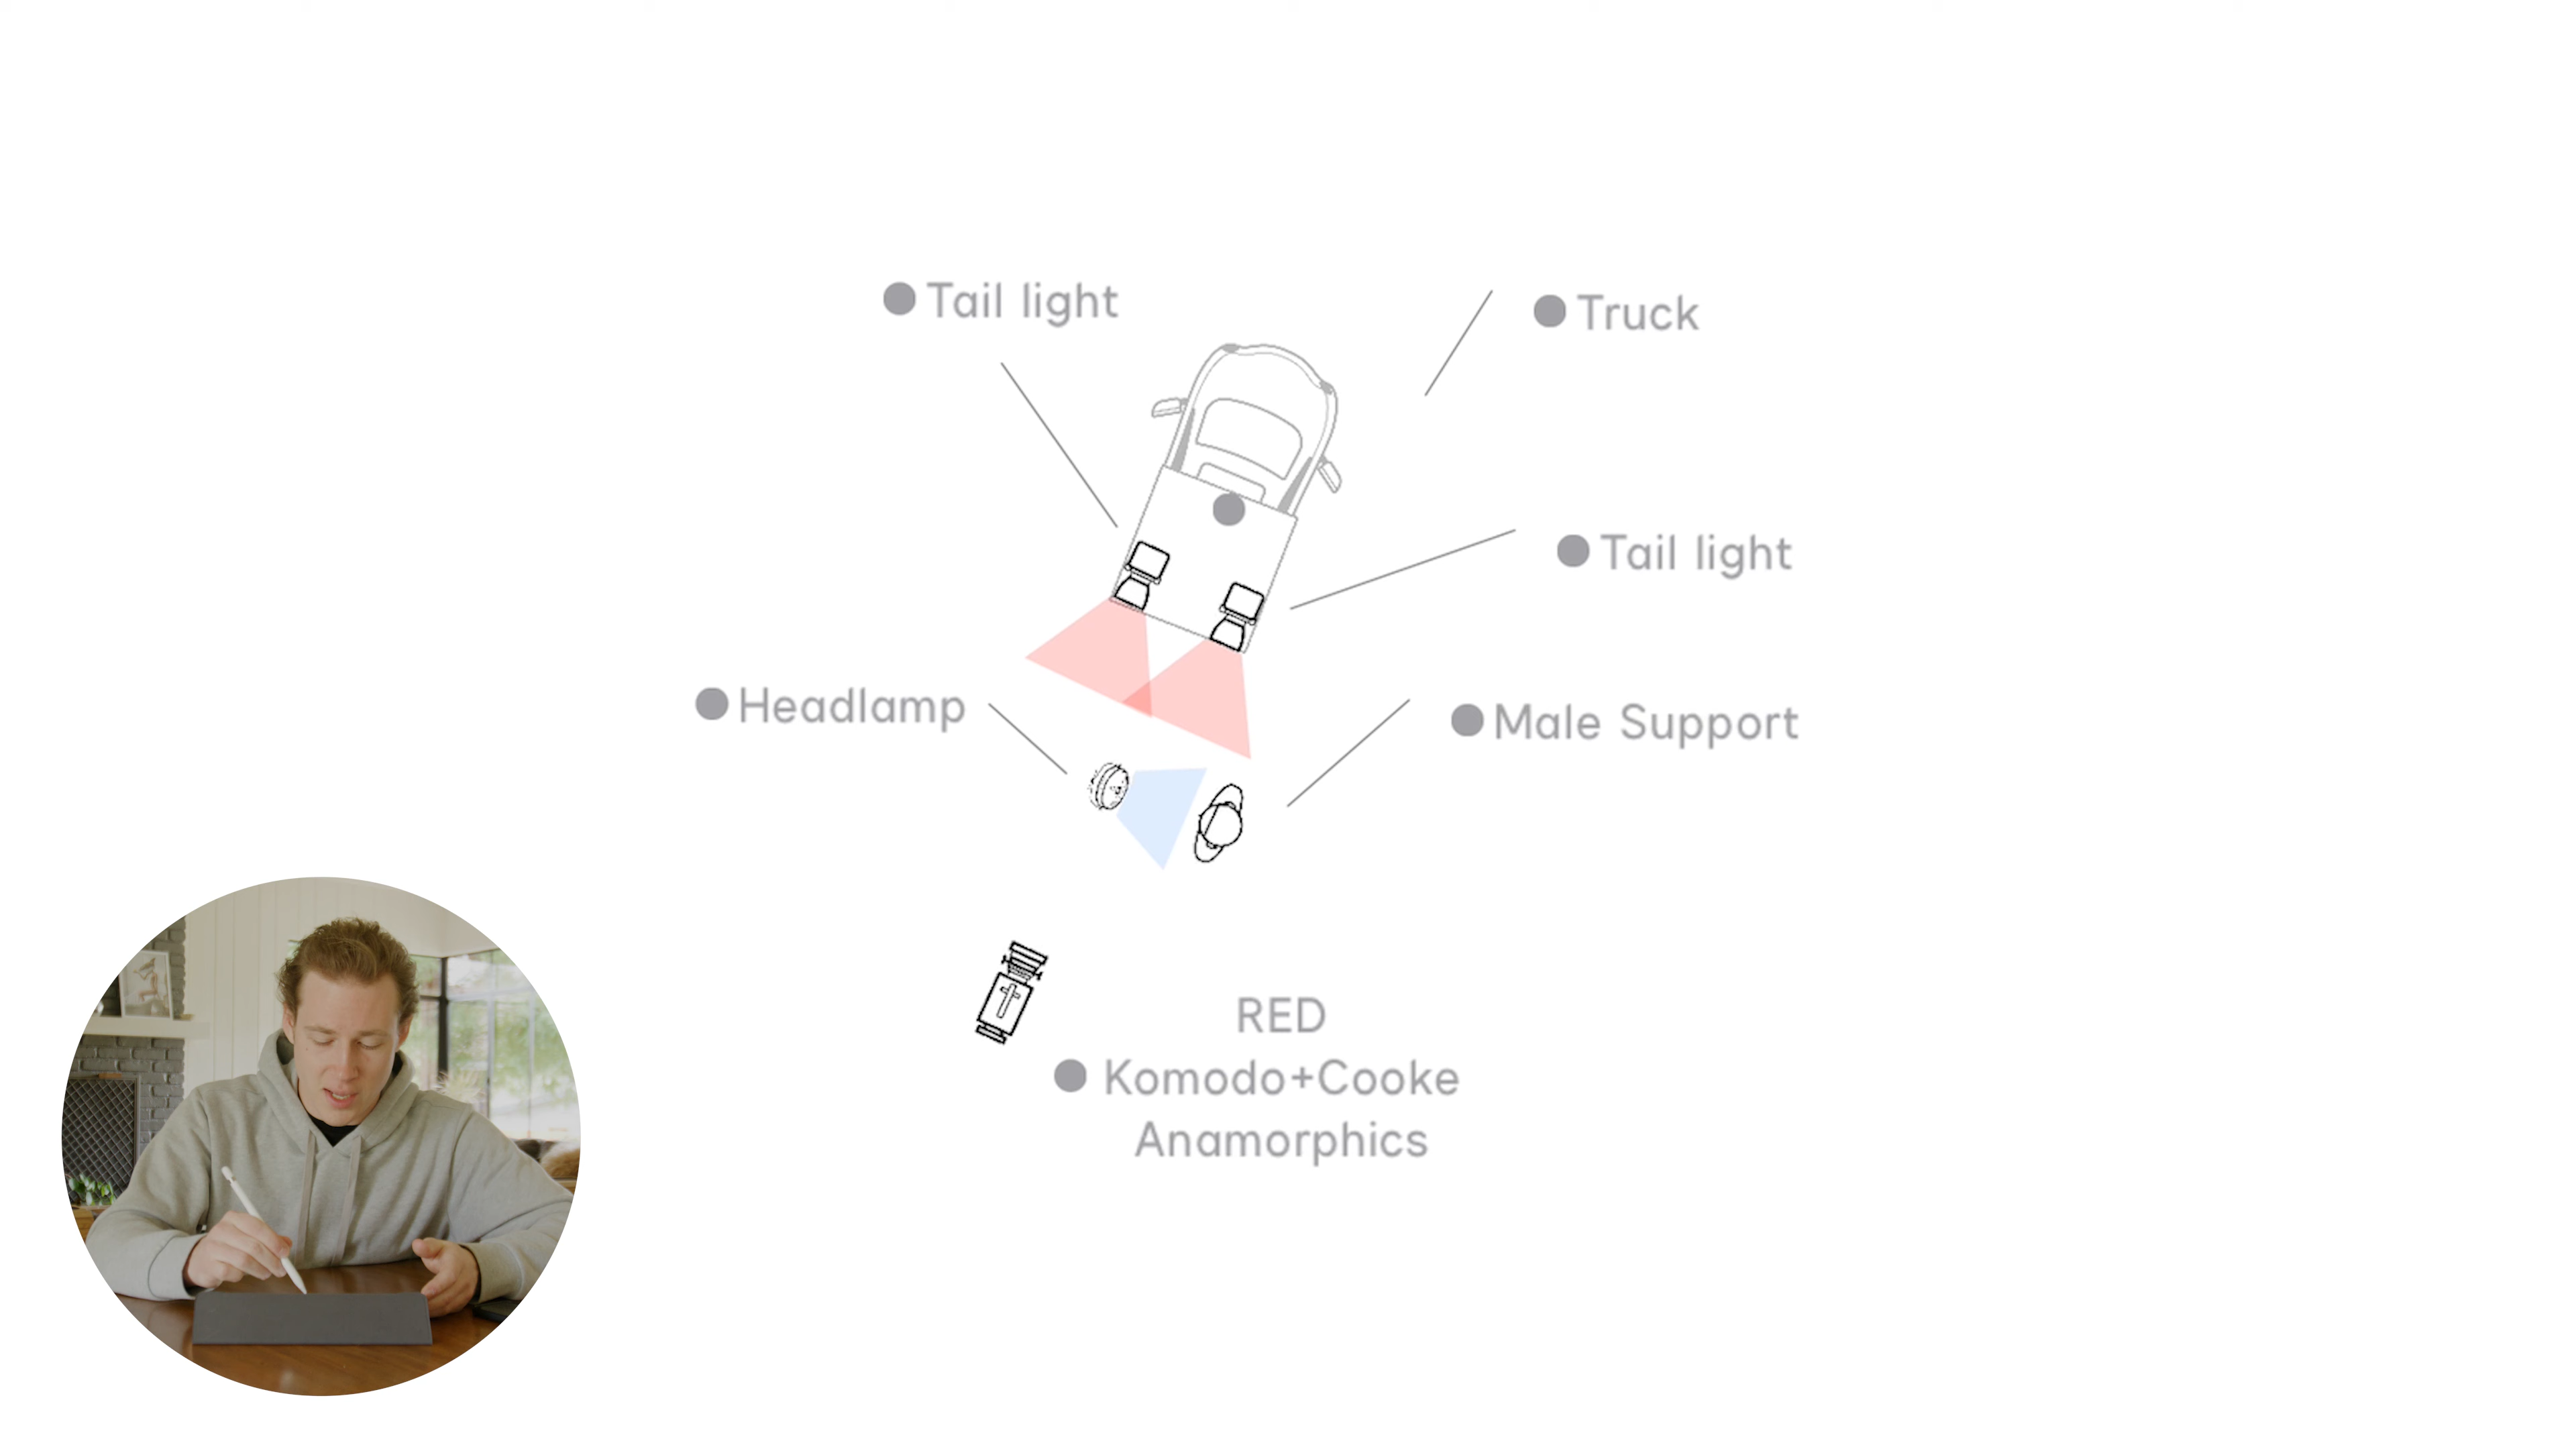 Tail light
Truck
Tail light
Headlamp
Male Support
RED
Komodo+Cooke
Anamorphics